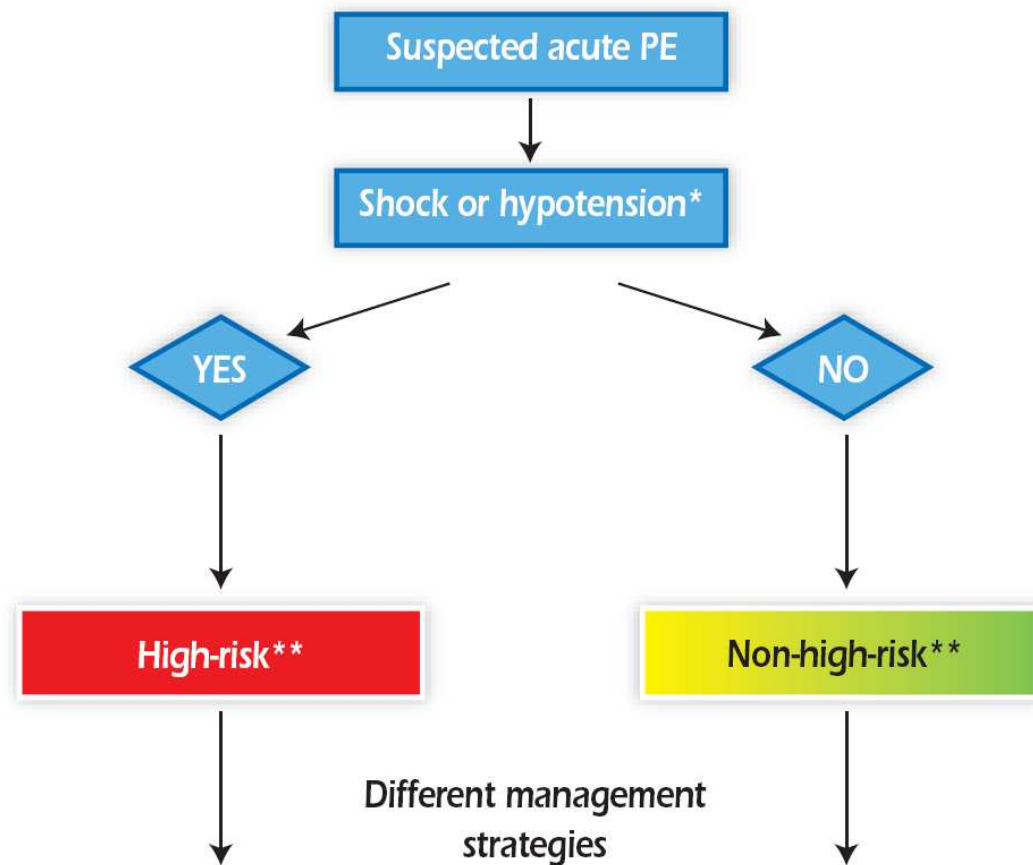 Suspected acute PE
Shock or hypotension*
YES
NO
High-risk**
Non-high-risk**
Different management
strategies